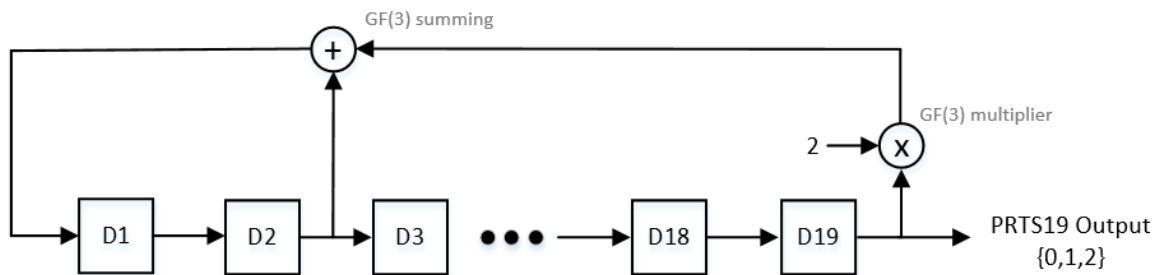 GF(3) summing
+
GF(3) multiplier
2
X
D1
D2
D3
D18
D19
PRTS19 Output
{0,1,2}